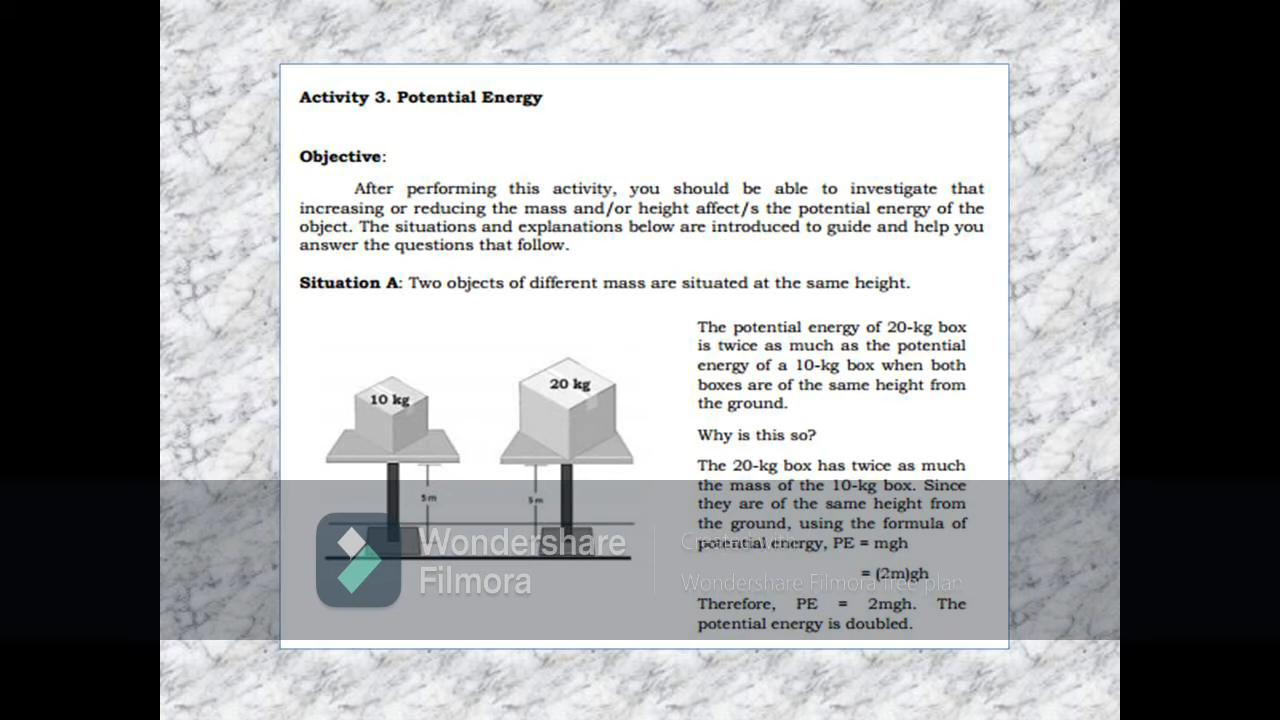 Activity 3. Potential Energy
Objective:
After performing this activity, you should be able to investigate that
increasing or reducing the mass and/or height affect/s the potential energy of the
object. The situations and explanations below are introduced to guide and help you
answer the questions that follow.
Situation A: Two objects of different mass are situated at the same height.
10 kg
20 kg
5m
5m
The potential energy of 20-kg box
is twice as much as the potential
energy of a 10-kg box when both
boxes are of the same height from
the ground.
Why is this so?
The 20-kg box has twice as much
the mass of the 10-kg box. Since
they are of the same height from
the ground, using the formula of
potential energy, PE = mgh
= (2m)gh
Therefore, PE = 2mgh. The
potential energy is doubled.
Wondershare
Filmora
Created with
Wondershare Filmora free plan